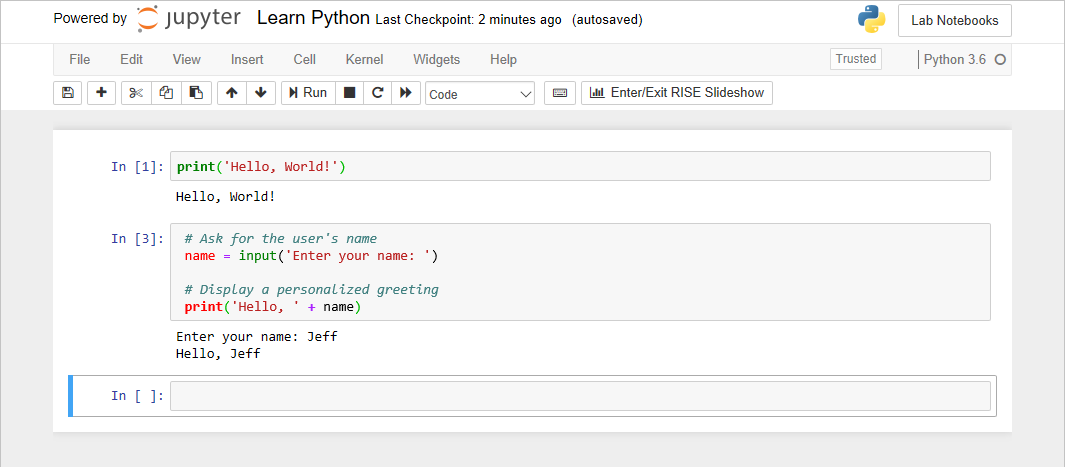 Powered by jupyter Learn Python Last Checkpoint: 2 minutes ago (autosaved) Lab Notebooks
File Edit View Insert Cell Kernel Widgets Help Trusted Python 3.6
Run Code Enter/Exit RISE Slideshow
In [1]: print('Hello, World!')
Hello, World!
In [3]: # Ask for the user's name
name = input('Enter your name: ')
# Display a personalized greeting
print('Hello, ' + name)
Enter your name: Jeff
Hello, Jeff
In [ ]: